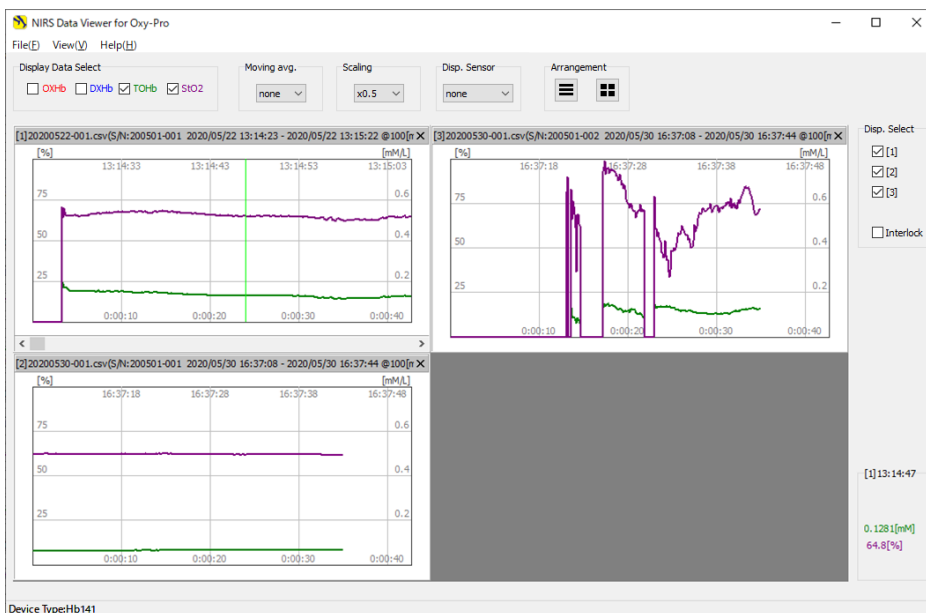 NIRS Data Viewer for Oxy-Pro
File(F) View(V) Help(H)
Display Data Select
OXHb DXHb TOHb StO2
Moving avg.
none
Scaling
x0.5
Disp. Sensor
none
Arrangement
[1]20200522-001.csv(S/N:200501-001 2020/05/22 13:14:23 - 2020/05/22 13:15:22 @100[m
[%] [mM/L]
13:14:33 13:14:43 13:14:53 13:15:03
75 0.6
50 0.4
25 0.2
0:00:10 0:00:20 0:00:30 0:00:40
[3]20200530-001.csv(S/N:200501-002 2020/05/30 16:37:08 - 2020/05/30 16:37:44 @100[m
[%] [mM/L]
16:37:18 16:37:28 16:37:38 16:37:48
75 0.6
50 0.4
25 0.2
0:00:10 0:00:20 0:00:30 0:00:40
[2]20200530-001.csv(S/N:200501-001 2020/05/30 16:37:08 - 2020/05/30 16:37:44 @100[m
[%] [mM/L]
16:37:18 16:37:28 16:37:38 16:37:48
75 0.6
50 0.4
25 0.2
0:00:10 0:00:20 0:00:30 0:00:40
Disp. Select
[1]
[2]
[3]
Interlock
[1]13:14:47
0.1281[mM]
64.8[%]
Device Type:Hb141